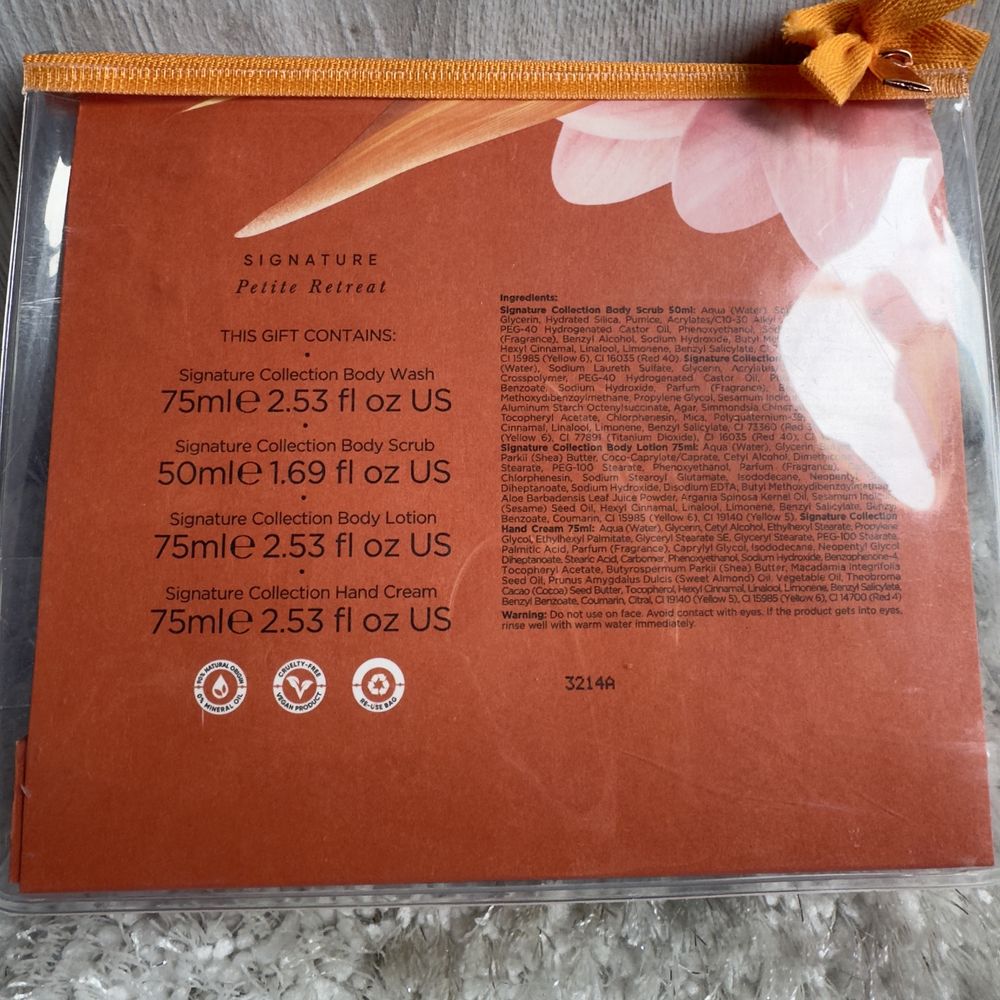 SIGNATURE
Petite Retreat
THIS GIFT CONTAINS:
Signature Collection Body Wash
75mle 2.53 fl oz US
Signature Collection Body Scrub
50mle 1.69 fl oz US
Signature Collection Body Lotion
75mle 2.53 fl oz US
Signature Collection Hand Cream
75mle 2.53 fl oz US
90% NATURAL ORIGIN
0% MINERAL OIL
CRUELTY-FREE
VEGAN PRODUCT
RE-USE BAG
Ingredients:
Signature Collection Body Scrub 50ml: Aqua (Water),
Glycerin, Hydrated Silica, Pumice, Acrylates/C10-30 Alkyl
PEG-40 Hydrogenated Castor Oil, Phenoxyethanol,
(Fragrance), Benzyl Alcohol, Sodium Hydroxide, Butyl
Hexyl Cinnamal, Linalool, Limonene, Benzyl Salicylate,
CI 15985 (Yellow 6), CI 16035 (Red 40). Signature Collection
(Water), Sodium Laureth Sulfate, Glycerin,
Crosspolymer, PEG-40 Hydrogenated Castor Oil,
Benzoate, Sodium Hydroxide, Parfum (Fragrance),
Methoxydibenzoylmethane, Propylene Glycol, Sesamum
Aluminum Starch Octenylsuccinate, Agar, Simmondsia
Tocopheryl Acetate, Chlorphenesin, Mica,
Cinnamal, Linalool, Limonene, Benzyl Salicylate, CI 73360
(Yellow 6), CI 77891 (Titanium Dioxide), CI 16035 (Red 40),
Signature Collection Body Lotion 75ml: Aqua (Water), Glycerin,
Parkii (Shea) Butter, Coco-Caprylate/Caprate, Cetyl Alcohol,
Stearate, PEG-100 Stearate, Phenoxyethanol, Parfum (Fragrance),
Chlorphenesin, Sodium Stearoyl Glutamate, Isododecane,
Diheptanoate, Sodium Hydroxide, Disodium EDTA, Butyl Methoxydibenzoylmethane,
Aloe Barbadensis Leaf Juice Powder, Argania Spinosa Kernel Oil, Sesamum
(Sesame) Seed Oil, Hexyl Cinnamal, Linalool, Limonene, Benzyl Salicylate, Benzyl
Benzoate, Coumarin, CI 15985 (Yellow 6), CI 19140 (Yellow 5). Signature Collection
Hand Cream 75ml: Aqua (Water), Glycerin, Cetyl Alcohol, Ethylhexyl Stearate, Propylene
Glycol, Ethylhexyl Palmitate, Glyceryl Stearate SE, Glyceryl Stearate, PEG-100 Stearate,
Palmitic Acid, Parfum (Fragrance), Caprylyl Glycol, Isododecane, Neopentyl Glycol
Diheptanoate, Stearic Acid, Carbomer, Phenoxyethanol, Sodium Hydroxide, Benzophenone-4,
Tocopheryl Acetate, Butyrospermum Parkii (Shea) Butter, Macadamia Integrifolia
Seed Oil, Prunus Amygdalus Dulcis (Sweet Almond) Oil, Vegetable Oil, Theobroma
Cacao (Cocoa) Seed Butter, Tocopherol, Hexyl Cinnamal, Linalool, Limonene, Benzyl Salicylate,
Benzyl Benzoate, Coumarin, Citral, CI 19140 (Yellow 5), CI 15985 (Yellow 6), CI 14700 (Red 4)
Warning: Do not use on face. Avoid contact with eyes. If the product gets into eyes,
rinse well with warm water immediately.
3214A